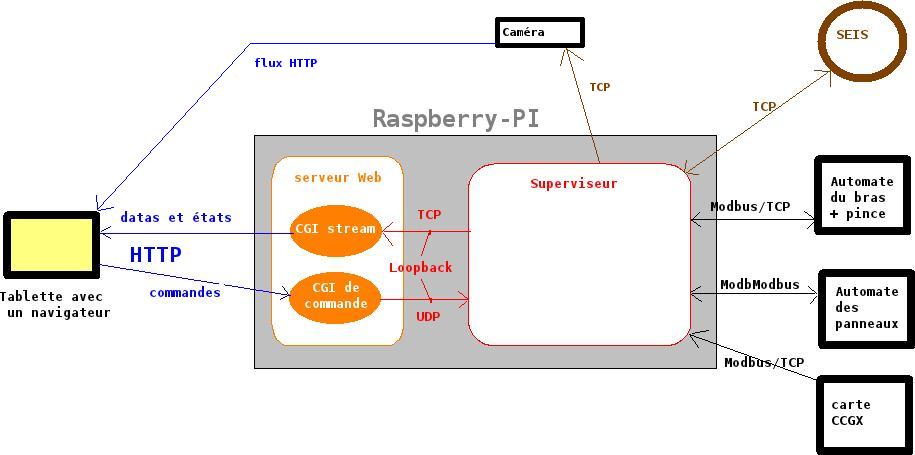 Caméra
SEIS
flux HTTP
TCP
TCP
Raspberry-PI
serveur Web
Superviseur
Automate
du bras
+ pince
Modbus/TCP
datas et états
CGI stream
TCP
HTTP
Loopback
commandes
CGI de
commande
UDP
ModbModbus
Automate
des
panneaux
Tablette avec
un navigateur
Modbus/TCP
carte
CCGX